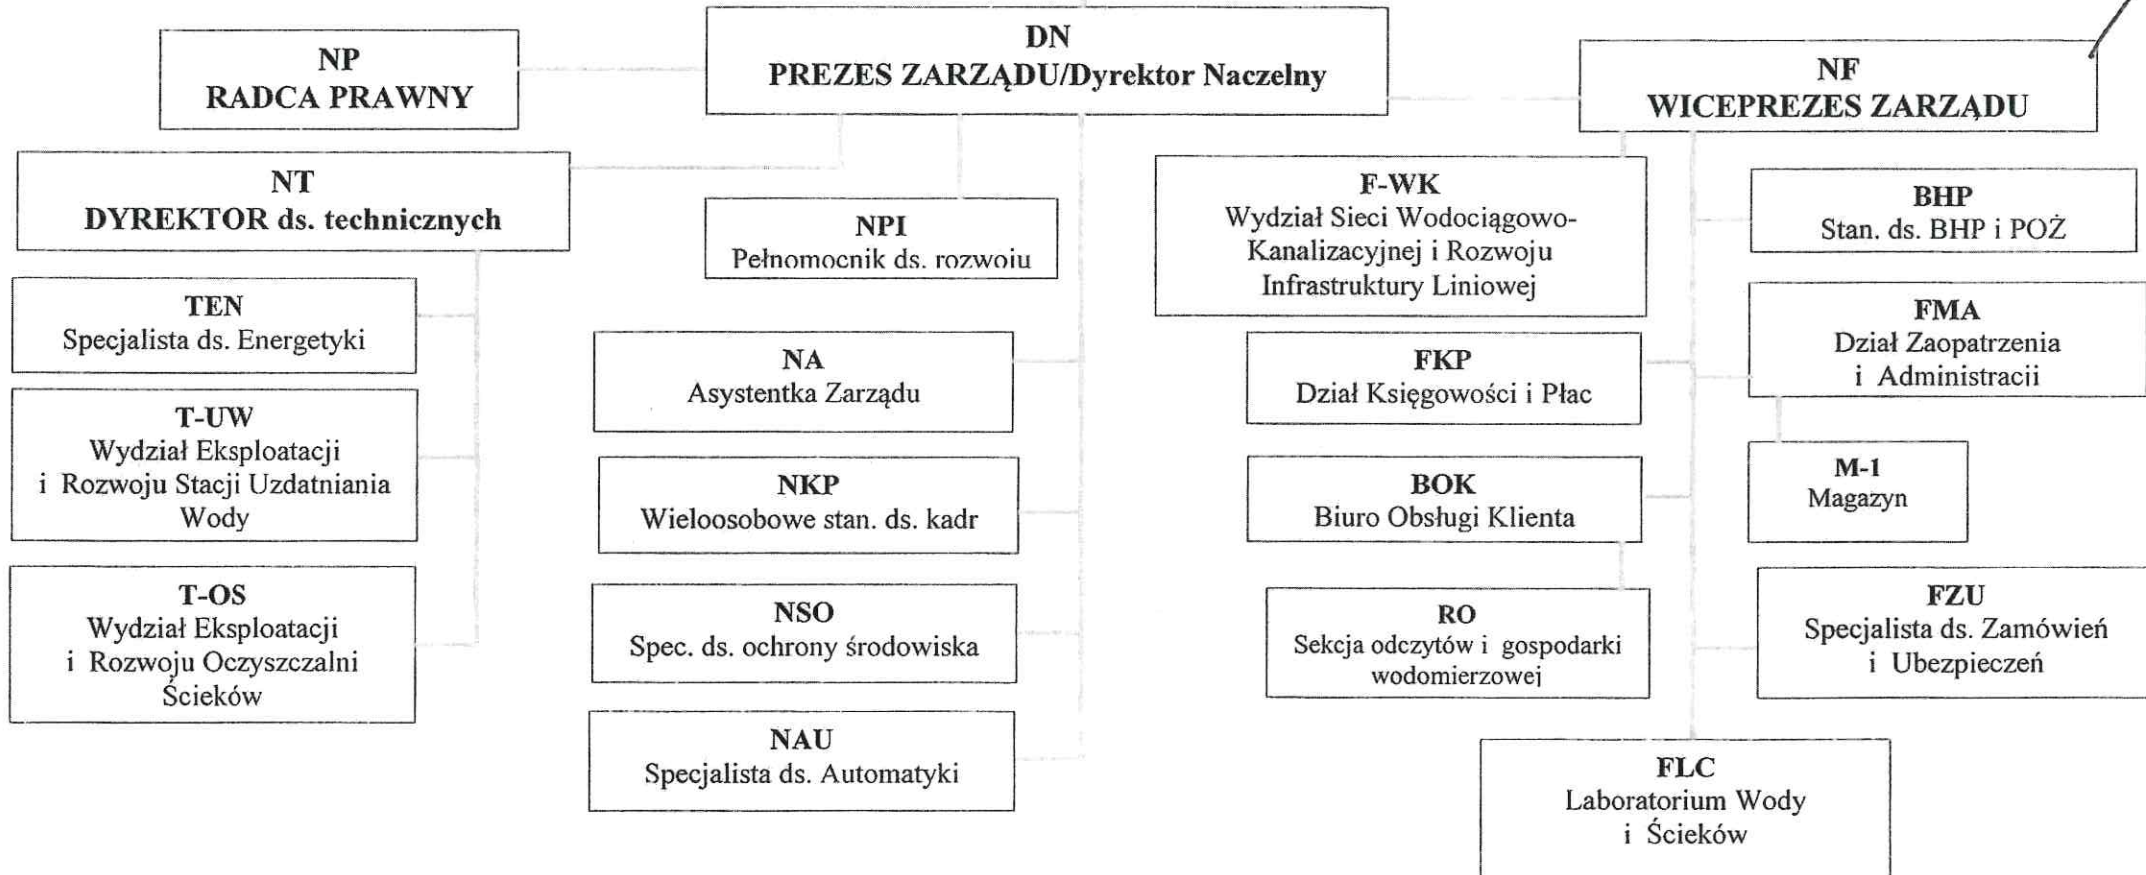 DN
PREZES ZARZĄDU/Dyrektor Naczelny
NP
RADCA PRAWNY
NF
WICEPREZES ZARZĄDU
NT
DYREKTOR ds. technicznych
TEN
Specjalista ds. Energetyki
T-UW
Wydział Eksploatacji
i Rozwoju Stacji Uzdatniania
Wody
T-OS
Wydział Eksploatacji
i Rozwoju Oczyszczalni
Ścieków
NPI
Pełnomocnik ds. rozwoju
NA
Asystentka Zarządu
NKP
Wieloosobowe stan. ds. kadr
NSO
Spec. ds. ochrony środowiska
NAU
Specjalista ds. Automatyki
F-WK
Wydział Sieci Wodociągowo-
Kanalizacyjnej i Rozwoju
Infrastruktury Liniowej
FKP
Dział Księgowości i Płac
BOK
Biuro Obsługi Klienta
RO
Sekcja odczytów i gospodarki
wodomierzowej
BHP
Stan. ds. BHP i POŻ
FMA
Dział Zaopatrzenia
i Administracji
M-1
Magazyn
FZU
Specjalista ds. Zamówień
i Ubezpieczeń
FLC
Laboratorium Wody
i Ścieków